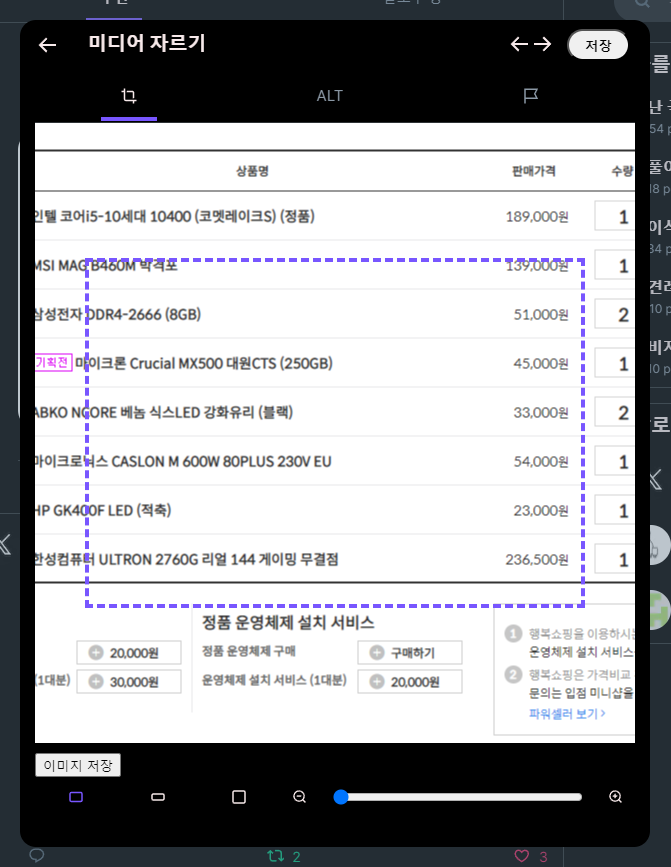 미디어 자르기
저장
ALT
상품명 판매가격 수량
인텔 코어i5-10세대 10400 (코멧레이크S) (정품) 189,000원 1
MSI MAG B460M 박격포 139,000원 1
삼성전자 DDR4-2666 (8GB) 51,000원 2
기획전 마이크론 Crucial MX500 대원CTS (250GB) 45,000원 1
ABKO NCORE 베놈 식스LED 강화유리 (블랙) 33,000원 2
마이크로닉스 CASLON M 600W 80PLUS 230V EU 54,000원 1
HP GK400F LED (적축) 23,000원 1
한성컴퓨터 ULTRON 2760G 리얼 144 게이밍 무결점 236,500원 1
정품 운영체제 설치 서비스
20,000원 정품 운영체제 구매 구매하기
(1대분) 30,000원 운영체제 설치 서비스 (1대분) 20,000원
1 행복쇼핑을 이용하시는
운영체제 설치 서비스
2 행복쇼핑은 가격비교
문의는 입점 미니샵을
파워셀러 보기 >
이미지 저장
2
3